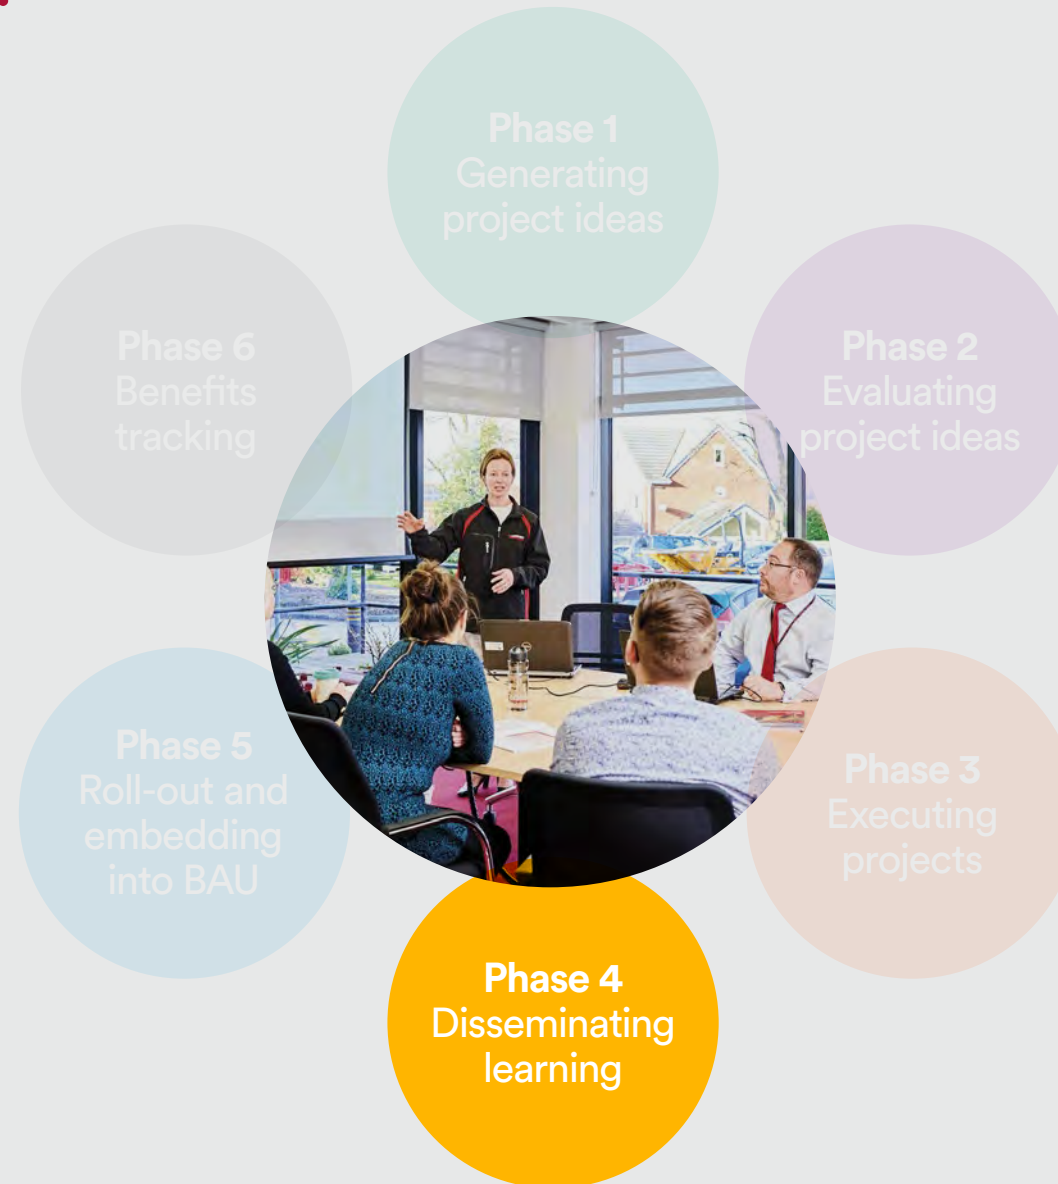 Phase 1
Generating
project ideas
Phase 2
Evaluating
project ideas
Phase 3
Executing
projects
Phase 4
Disseminating
learning
Phase 5
Roll-out and
embedding
into BAU
Phase 6
Benefits
tracking